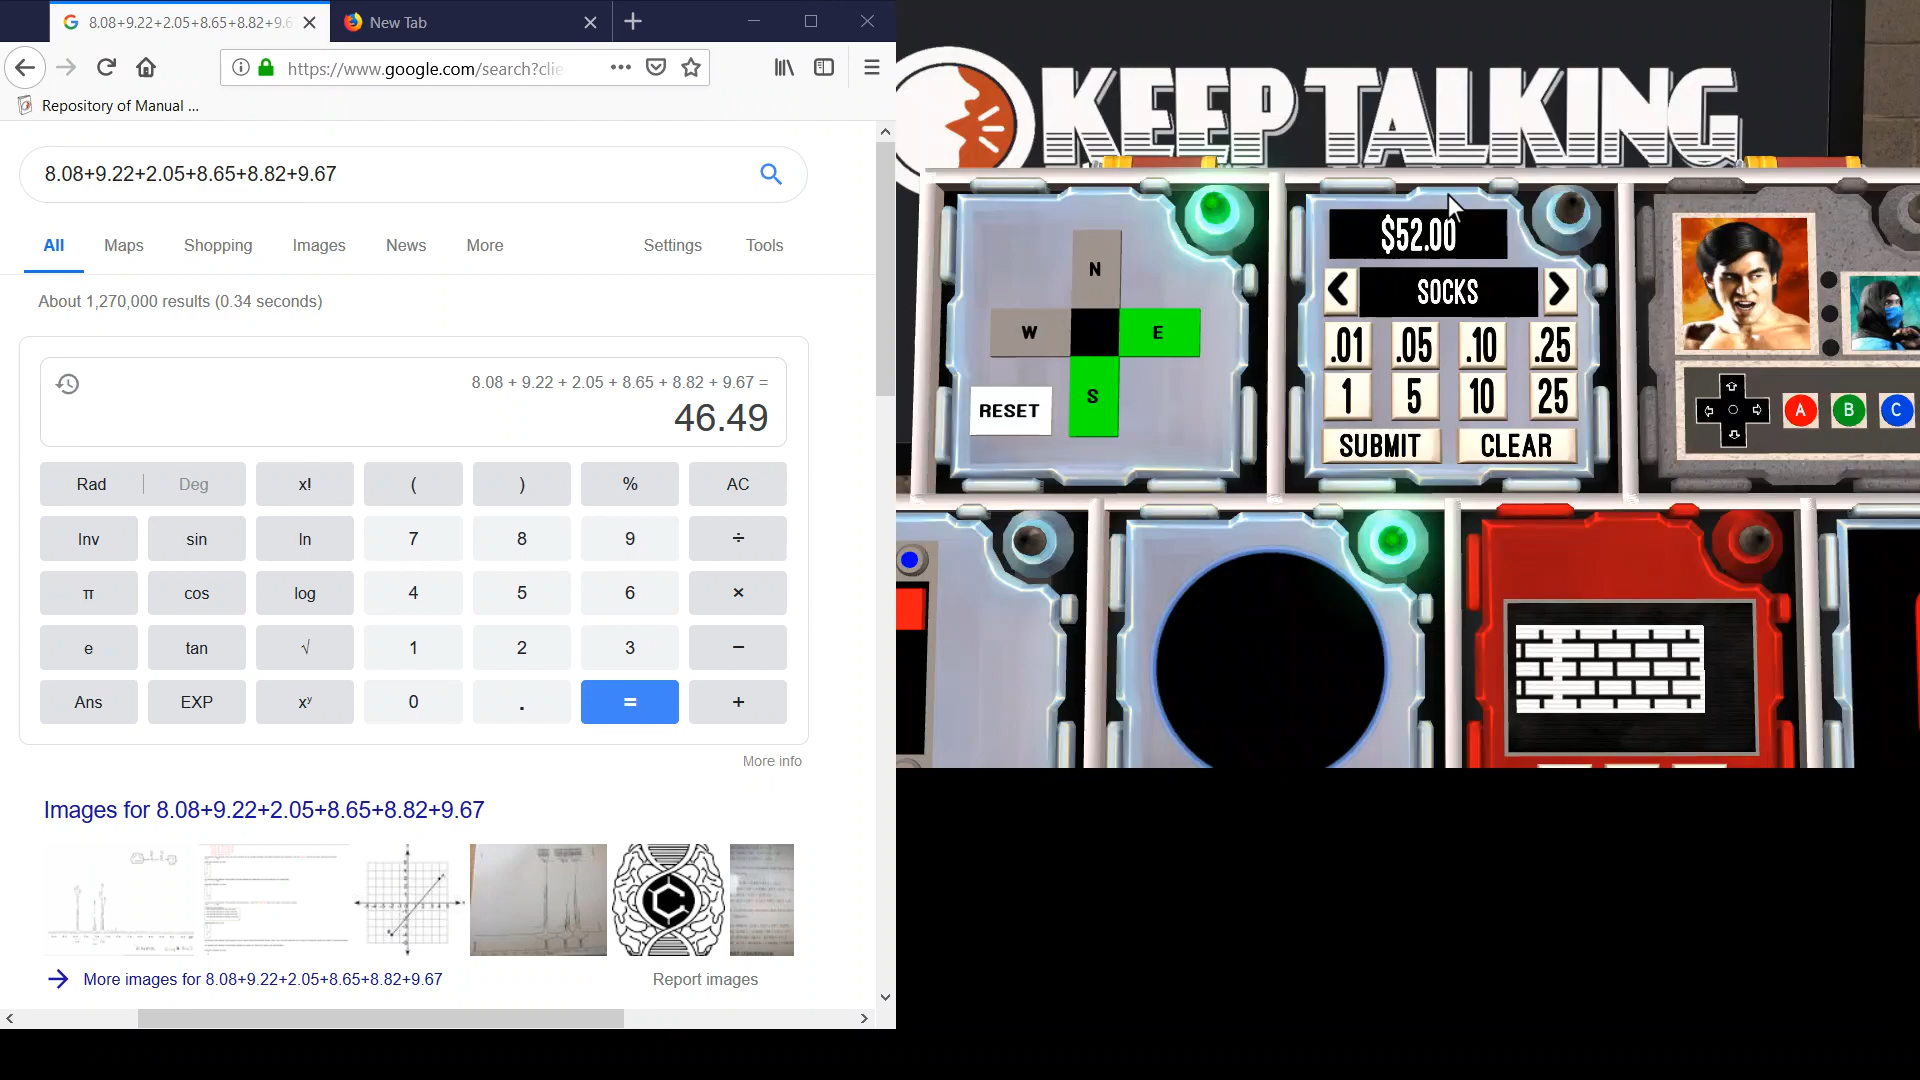 8.08+9.22+2.05+8.65+8.82+9.6
New Tab
https://www.google.com/search?clie
Repository of Manual ...
8.08+9.22+2.05+8.65+8.82+9.67
All Maps Shopping Images News More Settings Tools
About 1,270,000 results (0.34 seconds)
8.08 + 9.22 + 2.05 + 8.65 + 8.82 + 9.67 =
46.49
Rad Deg x! ( ) % AC
Inv sin ln 7 8 9 ÷
π cos log 4 5 6 ×
e tan √ 1 2 3 −
Ans EXP xʸ 0 . = +
More info
Images for 8.08+9.22+2.05+8.65+8.82+9.67
More images for 8.08+9.22+2.05+8.65+8.82+9.67
Report images
KEEP TALKING
N
W E
S
RESET
$52.00
SOCKS
.01 .05 .10 .25
1 5 10 25
SUBMIT CLEAR
A B C